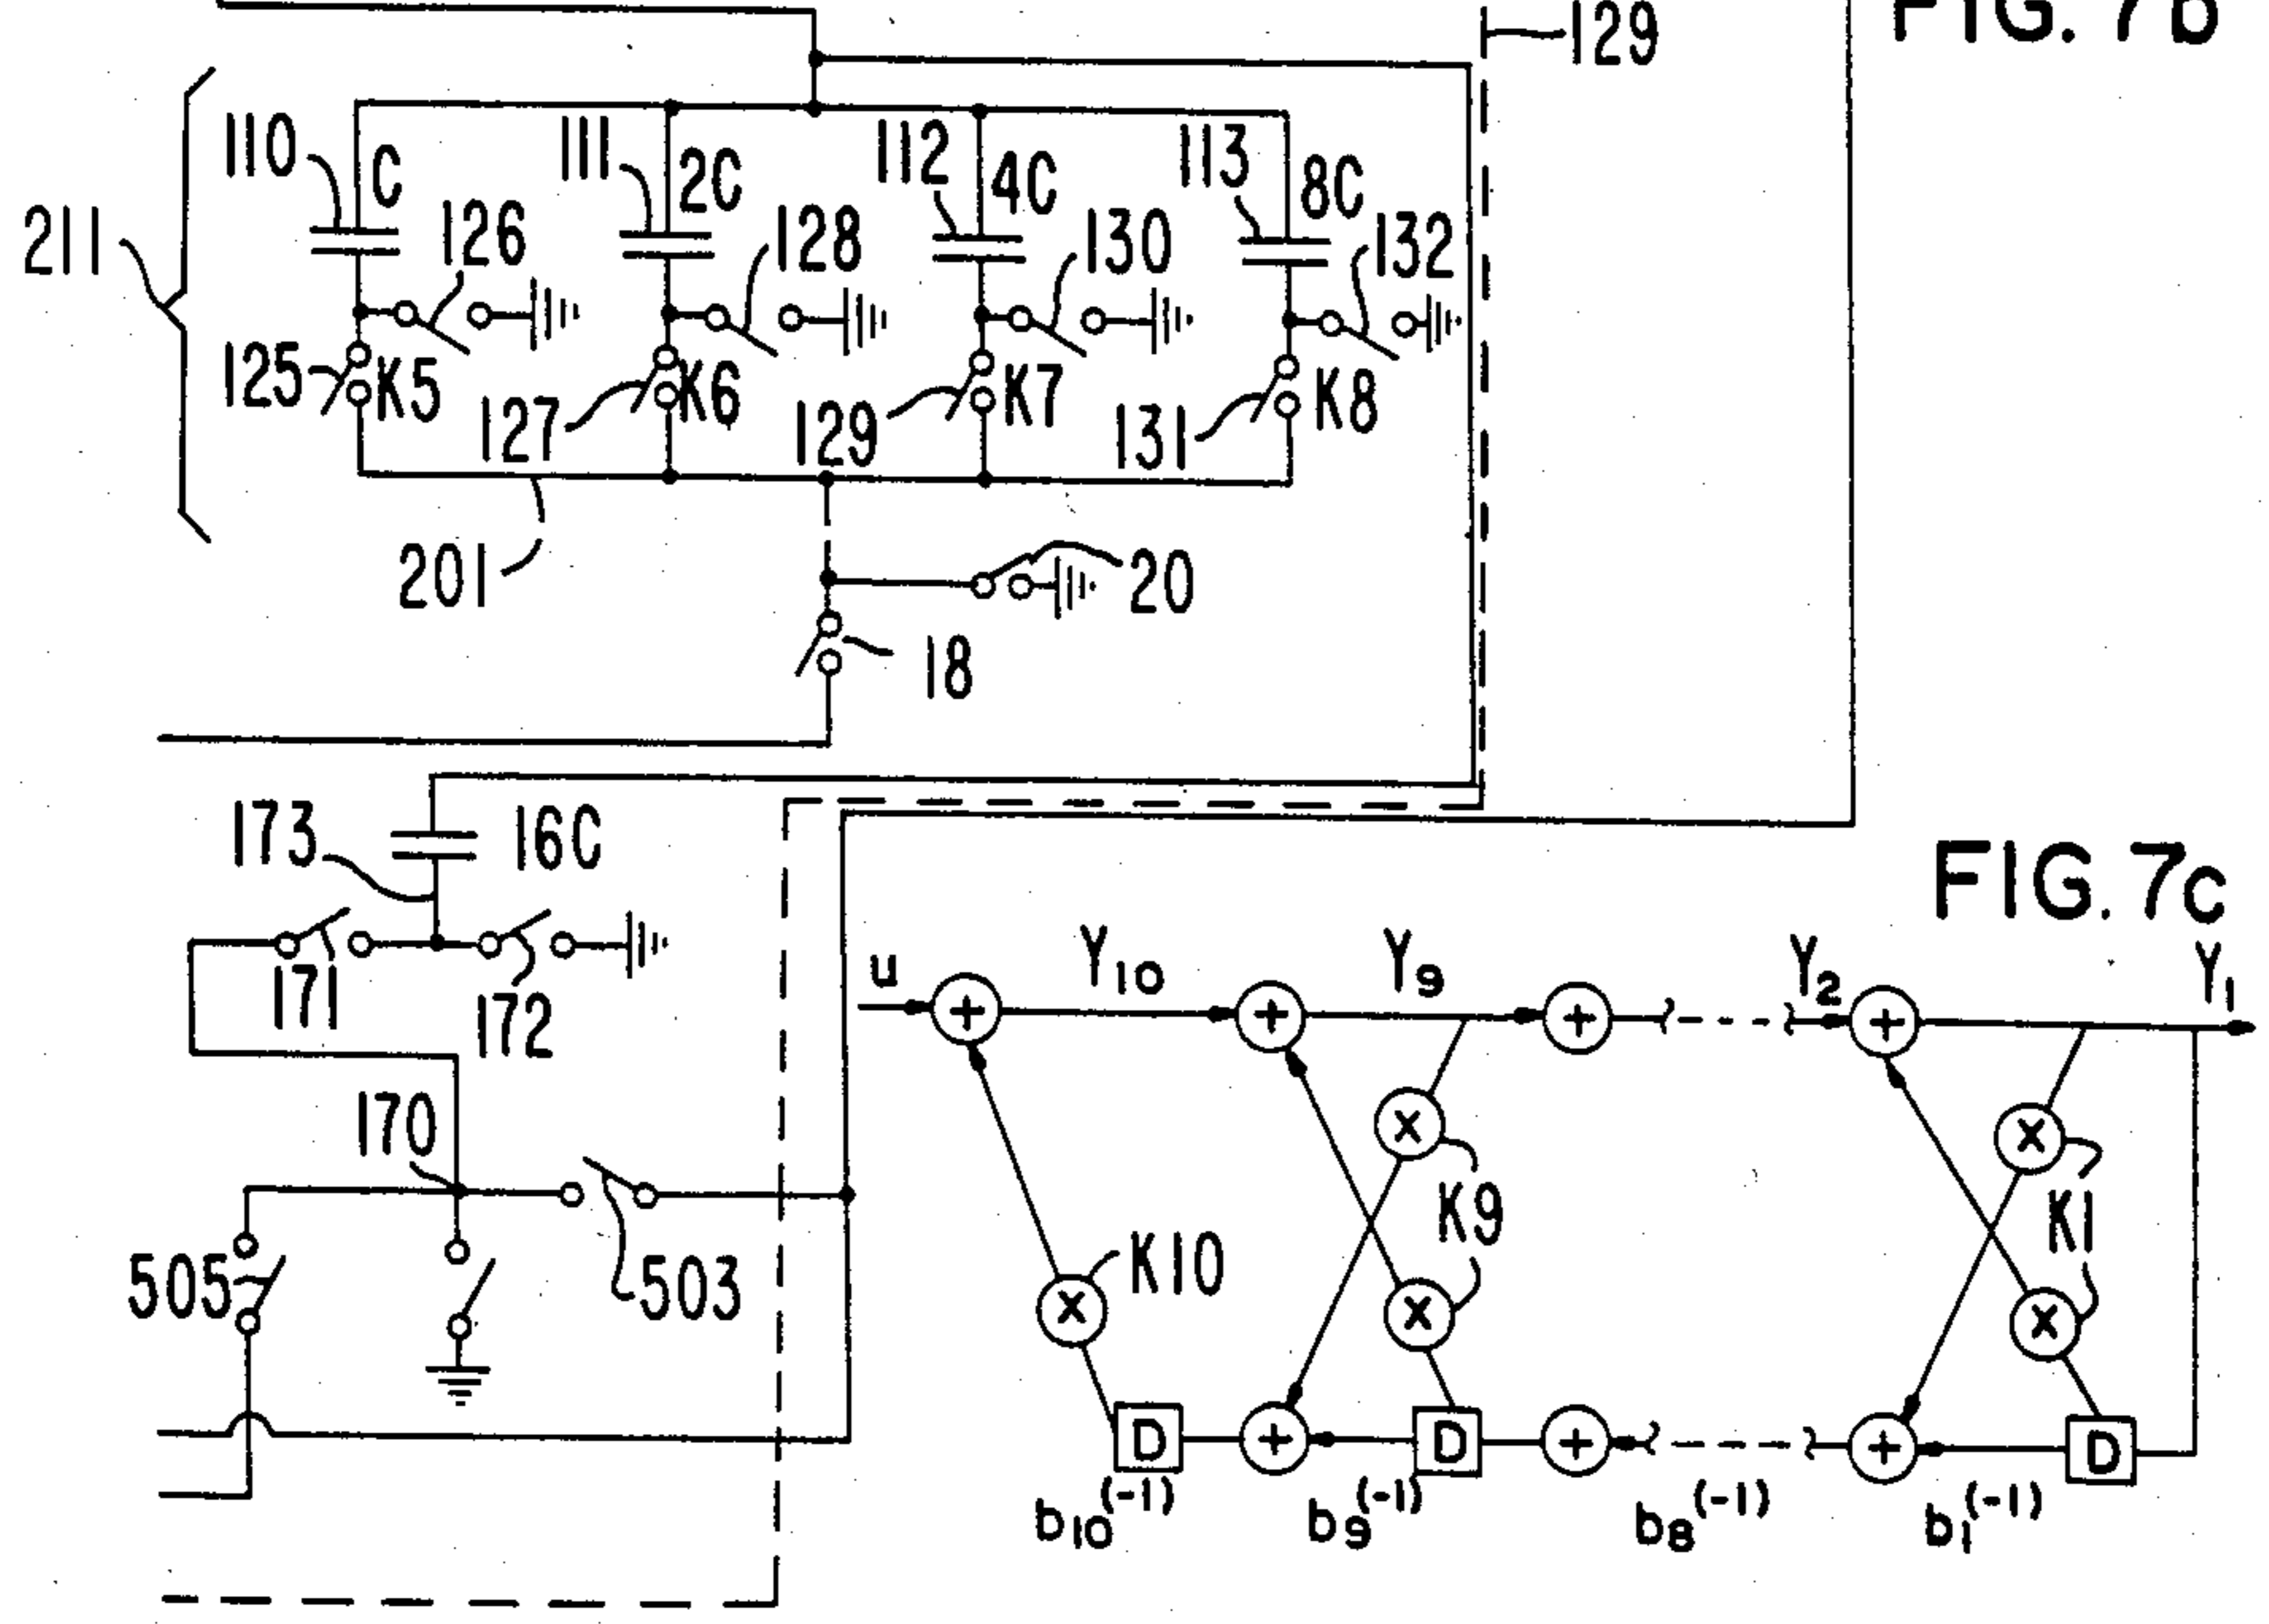 FIG. 7b
129
110 C 111 2C 112 4C 113 8C
211
126 128 130 132
125 K5 127 K6 129 K7 131 K8
201
20
18
173 16C
171
172
170
505
503
FIG. 7c
u Y10 Y9 Y2 Y1
+ + + +
X X
K9 K1
K10
X X X
D + D + + D
b10(-1) b9(-1) b8(-1) b1(-1)